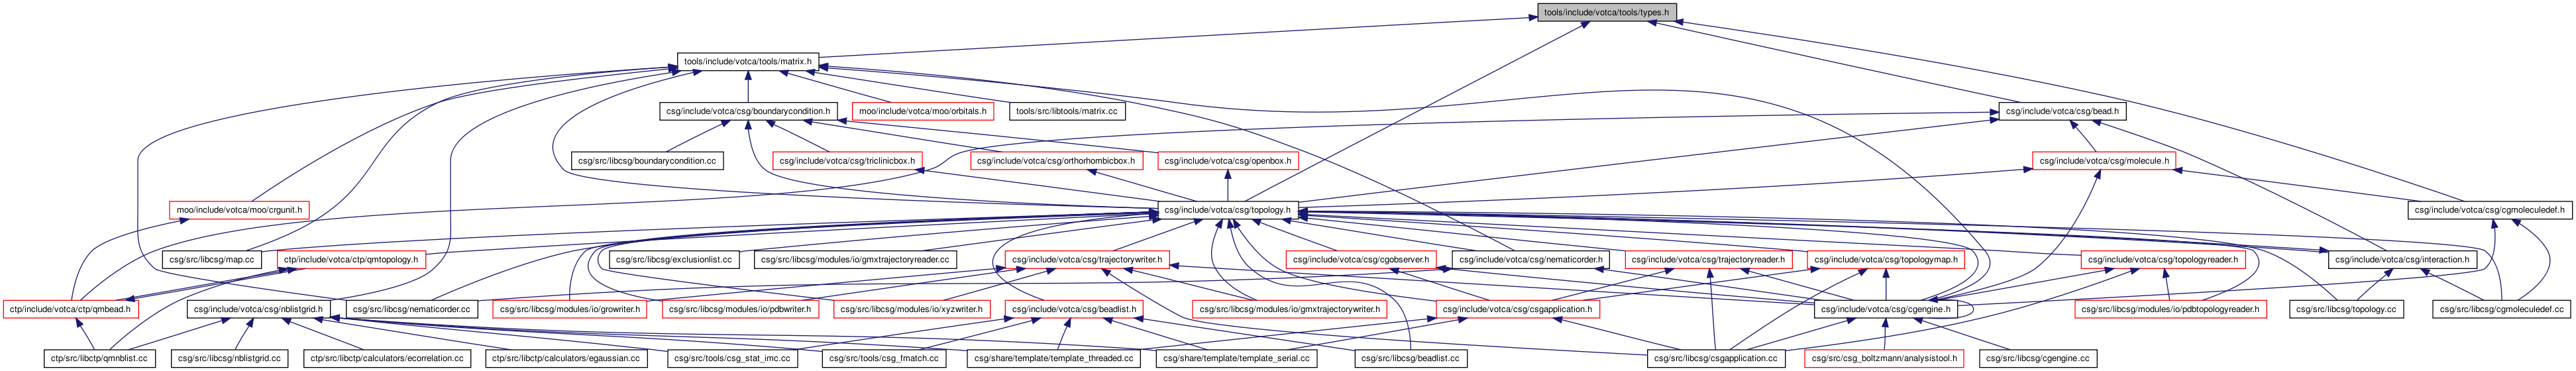 tools/include/votca/tools/types.h
tools/include/votca/tools/matrix.h
csg/include/votca/csg/boundarycondition.h
moo/include/votca/moo/orbitals.h
tools/src/libtools/matrix.cc
csg/include/votca/csg/bead.h
csg/src/libcsg/boundarycondition.cc
csg/include/votca/csg/triclinicbox.h
csg/include/votca/csg/orthorhombicbox.h
csg/include/votca/csg/openbox.h
csg/include/votca/csg/molecule.h
moo/include/votca/moo/crgunit.h
csg/include/votca/csg/topology.h
csg/include/votca/csg/cgmoleculedef.h
csg/src/libcsg/map.cc
ctp/include/votca/ctp/qmtopology.h
csg/src/libcsg/exclusionlist.cc
csg/src/libcsg/modules/io/gmxtrajectoryreader.cc
csg/include/votca/csg/trajectorywriter.h
csg/include/votca/csg/cgobserver.h
csg/include/votca/csg/nematicorder.h
csg/include/votca/csg/trajectoryreader.h
csg/include/votca/csg/topologymap.h
csg/include/votca/csg/topologyreader.h
csg/include/votca/csg/interaction.h
ctp/include/votca/ctp/qmbead.h
csg/include/votca/csg/nblistgrid.h
csg/src/libcsg/nematicorder.cc
csg/src/libcsg/modules/io/growriter.h
csg/src/libcsg/modules/io/pdbwriter.h
csg/src/libcsg/modules/io/xyzwriter.h
csg/include/votca/csg/beadlist.h
csg/src/libcsg/modules/io/gmxtrajectorywriter.h
csg/include/votca/csg/csgapplication.h
csg/include/votca/csg/cgengine.h
csg/src/libcsg/modules/io/pdbtopologyreader.h
csg/src/libcsg/topology.cc
csg/src/libcsg/cgmoleculedef.cc
ctp/src/libctp/qmnblist.cc
csg/src/libcsg/nblistgrid.cc
ctp/src/libctp/calculators/ecorrelation.cc
ctp/src/libctp/calculators/egaussian.cc
csg/src/tools/csg_stat_imc.cc
csg/src/tools/csg_fmatch.cc
csg/share/template/template_threaded.cc
csg/share/template/template_serial.cc
csg/src/libcsg/beadlist.cc
csg/src/libcsg/csgapplication.cc
csg/src/csg_boltzmann/analysistool.h
csg/src/libcsg/cgengine.cc